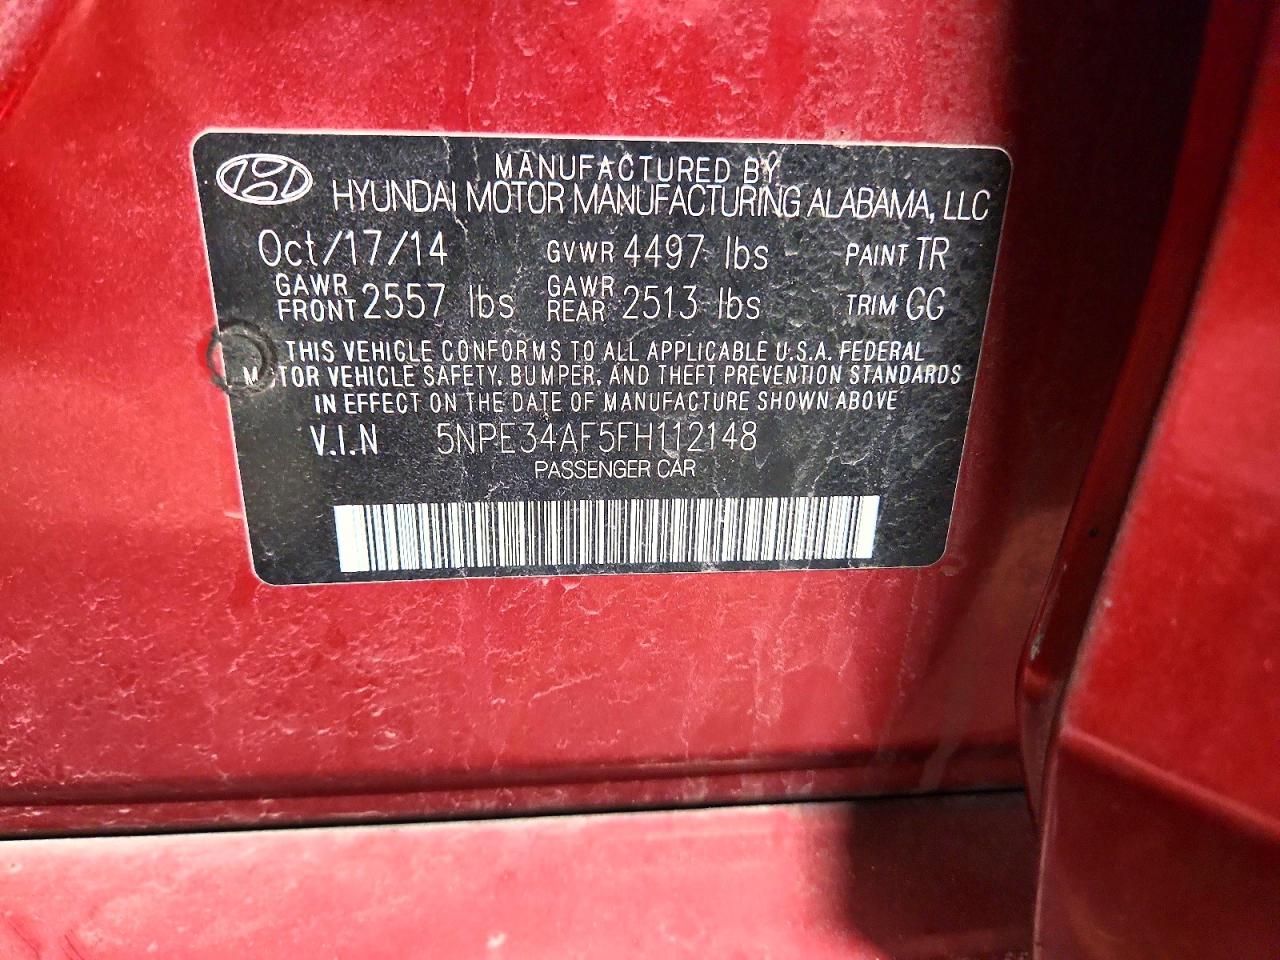 MANUFACTURED BY
HYUNDAI MOTOR MANUFACTURING ALABAMA, LLC
Oct/17/14 GVWR 4497 lbs PAINT TR
GAWR FRONT 2557 lbs GAWR REAR 2513 lbs TRIM GG
THIS VEHICLE CONFORMS TO ALL APPLICABLE U.S.A. FEDERAL
MOTOR VEHICLE SAFETY, BUMPER, AND THEFT PREVENTION STANDARDS
IN EFFECT ON THE DATE OF MANUFACTURE SHOWN ABOVE
V.I.N 5NPE34AF5FH112148
PASSENGER CAR